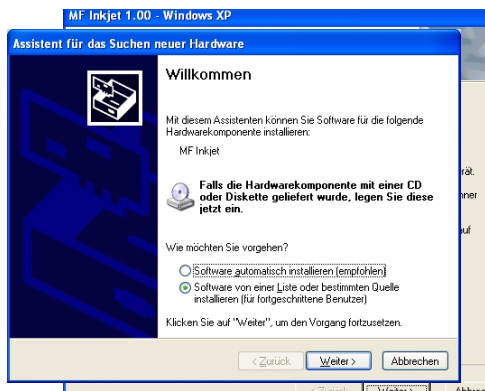 MF Inkjet 1.00 - Windows XP
Assistent für das Suchen neuer Hardware
Willkommen
Mit diesem Assistenten können Sie Software für die folgende
Hardwarekomponente installieren:
MF Inkjet
Falls die Hardwarekomponente mit einer CD
oder Diskette geliefert wurde, legen Sie diese
jetzt ein.
Wie möchten Sie vorgehen?
Software automatisch installieren (empfohlen)
Software von einer Liste oder bestimmten Quelle
installieren (für fortgeschrittene Benutzer)
Klicken Sie auf "Weiter", um den Vorgang fortzusetzen.
< Zurück Weiter > Abbrechen